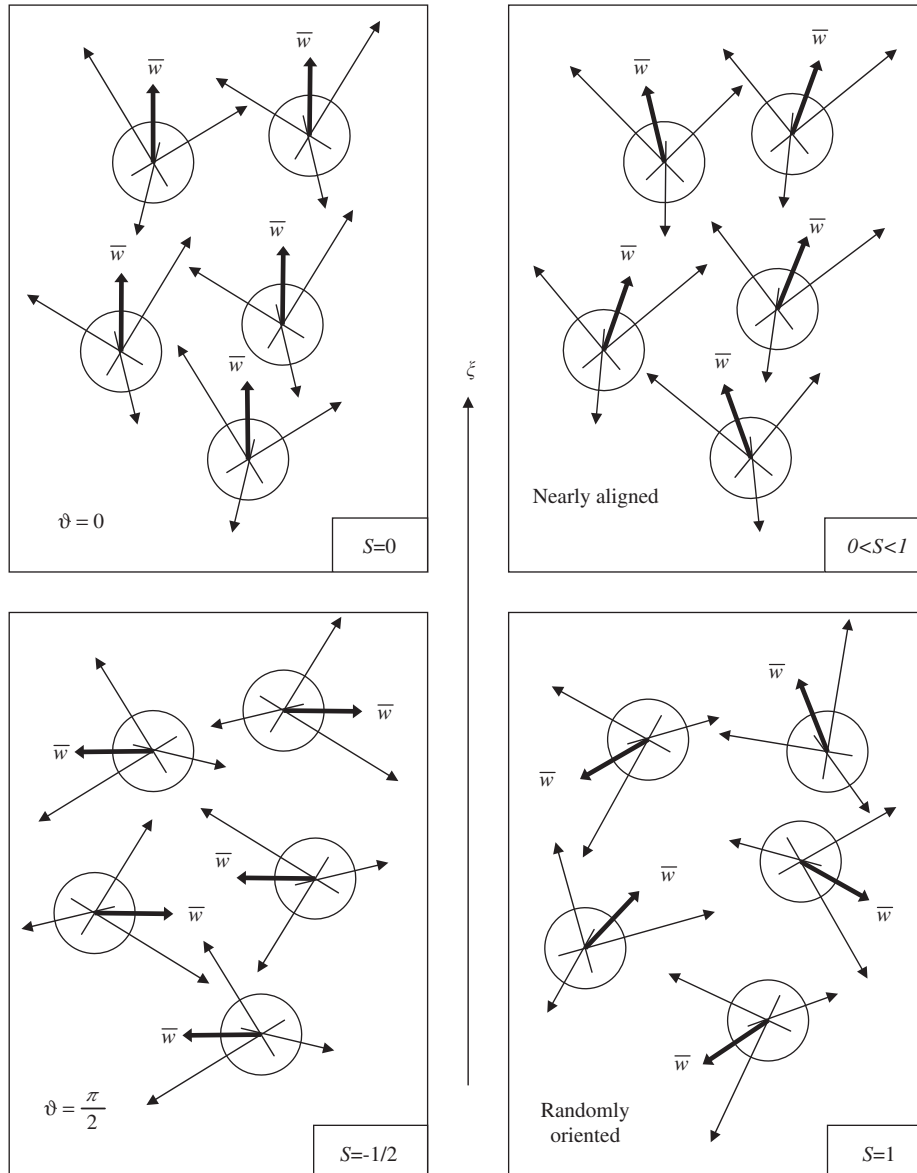 w̅
w̅
w̅
w̅
w̅
ϑ = 0
S=0
w̅
w̅
w̅
w̅
w̅
Nearly aligned
0<S<1
ξ
w̅
w̅
w̅
w̅
w̅
ϑ = π/2
S=-1/2
w̅
w̅
w̅
w̅
w̅
Randomly
oriented
S=1